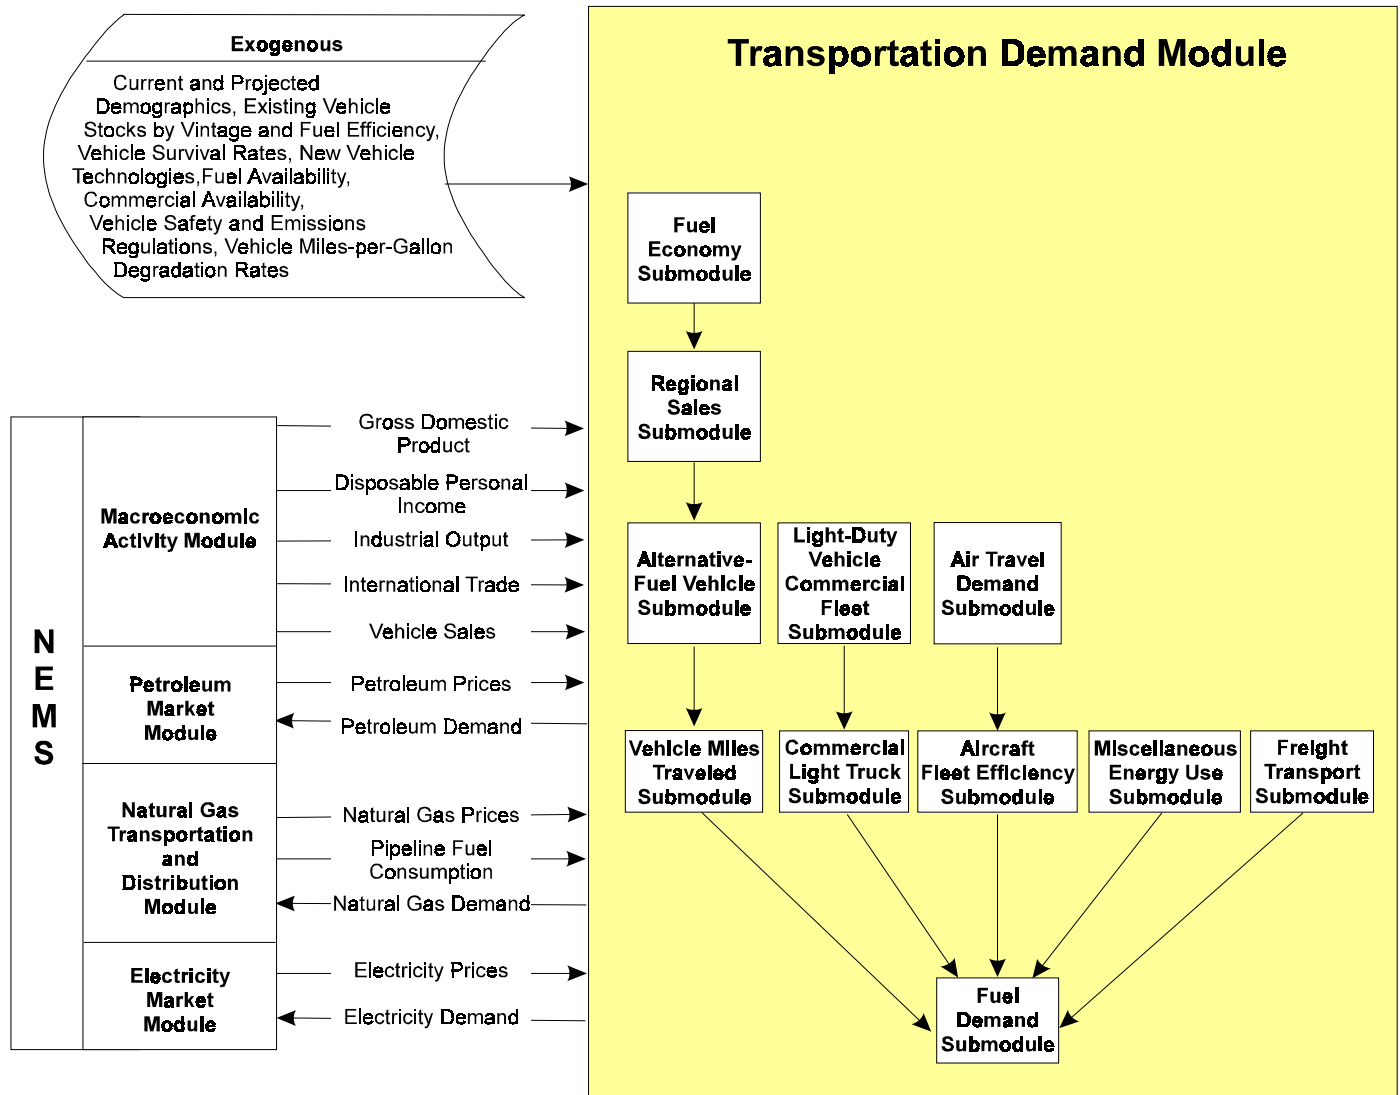 Exogenous
Current and Projected
Demographics, Existing Vehicle
Stocks by Vintage and Fuel Efficiency,
Vehicle Survival Rates, New Vehicle
Technologies,Fuel Availability,
Commercial Availability,
Vehicle Safety and Emissions
Regulations, Vehicle Miles-per-Gallon
Degradation Rates
Transportation Demand Module
Fuel
Economy
Submodule
Regional
Sales
Submodule
Alternative-
Fuel Vehicle
Submodule
Light-Duty
Vehicle
Commercial
Fleet
Submodule
Air Travel
Demand
Submodule
Vehicle Miles
Traveled
Submodule
Commercial
Light Truck
Submodule
Aircraft
Fleet Efficiency
Submodule
Miscellaneous
Energy Use
Submodule
Freight
Transport
Submodule
Fuel
Demand
Submodule
N
E
M
S
Macroeconomic
Activity Module
Gross Domestic
Product
Disposable Personal
Income
Industrial Output
International Trade
Vehicle Sales
Petroleum
Market
Module
Petroleum Prices
Petroleum Demand
Natural Gas
Transportation
and
Distribution
Module
Natural Gas Prices
Pipeline Fuel
Consumption
Natural Gas Demand
Electricity
Market
Module
Electricity Prices
Electricity Demand